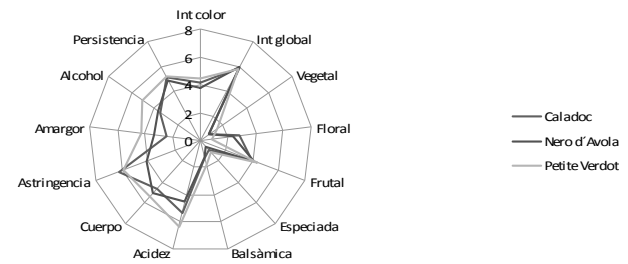 Int color
Int global
Vegetal
Floral
Frutal
Especiada
Balsàmica
Acidez
Cuerpo
Astringencia
Amargor
Alcohol
Persistencia
8
6
4
2
0
Caladoc
Nero d´Avola
Petite Verdot